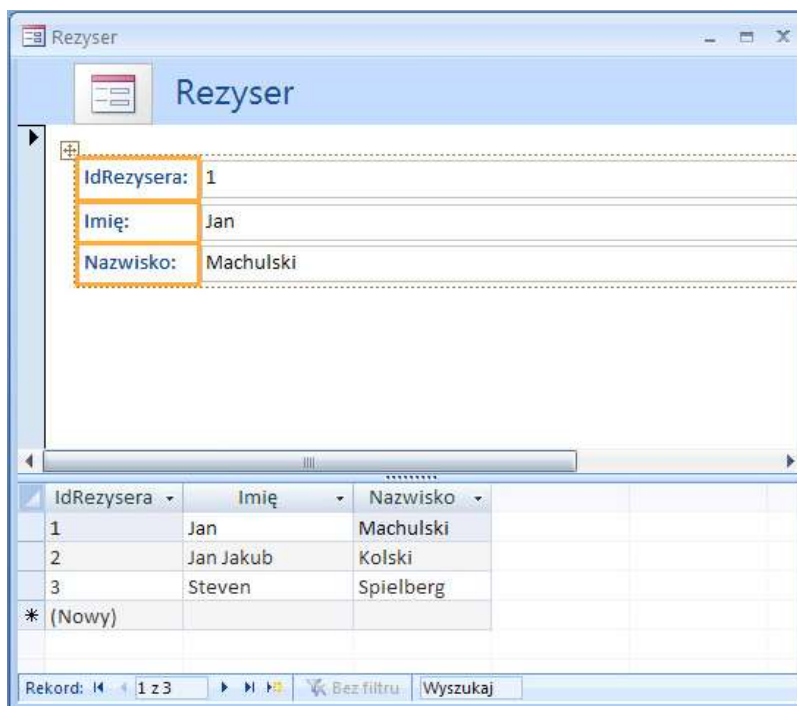 Rezyser
Rezyser
IdRezysera: 1
Imię: Jan
Nazwisko: Machulski
IdRezysera Imię Nazwisko
1 Jan Machulski
2 Jan Jakub Kolski
3 Steven Spielberg
(Nowy)
Rekord: 1 z 3 Bez filtru Wyszukaj